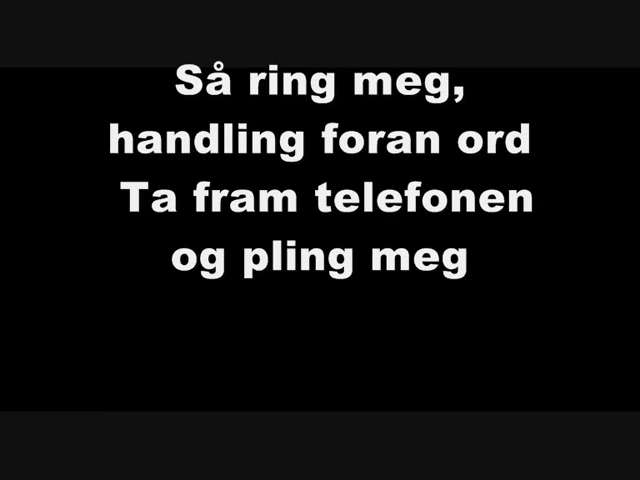 Så ring meg,
handling foran ord
Ta fram telefonen
og pling meg